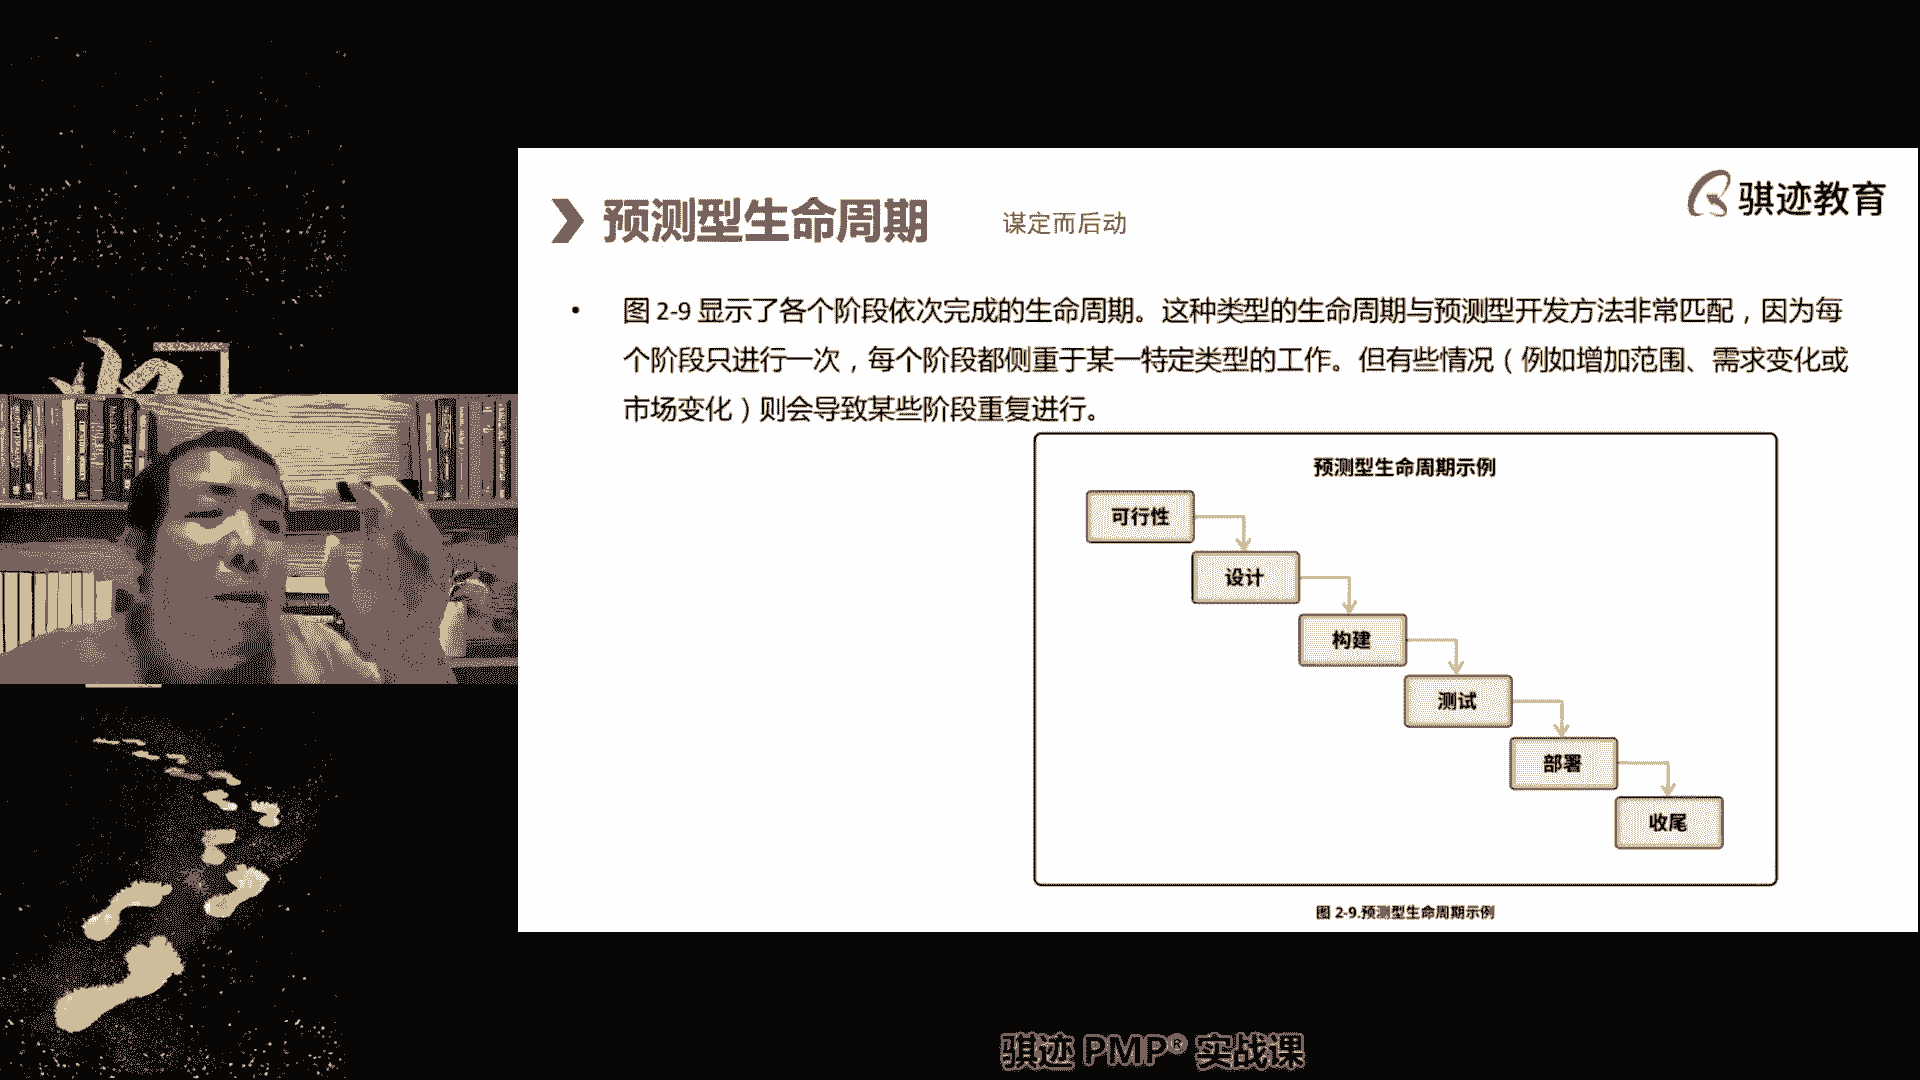 骐迹教育
预测型生命周期 谋定而后动
• 图 2-9 显示了各个阶段依次完成的生命周期。这种类型的生命周期与预测型开发方法非常匹配，因为每
个阶段只进行一次，每个阶段都侧重于某一特定类型的工作。但有些情况（例如增加范围、需求变化或
市场变化）则会导致某些阶段重复进行。
预测型生命周期示例
可行性
设计
构建
测试
部署
收尾
图 2-9.预测型生命周期示例
骐迹 PMP® 实战课